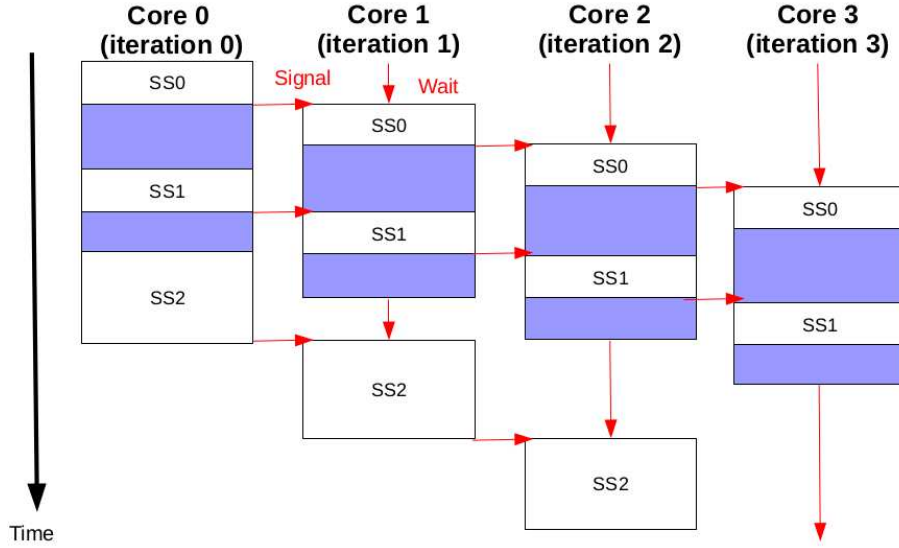 Core 0
(iteration 0)
Core 1
(iteration 1)
Core 2
(iteration 2)
Core 3
(iteration 3)
SS0
Signal
Wait
SS0
SS0
SS0
SS1
SS1
SS1
SS1
SS2
SS2
SS2
Time